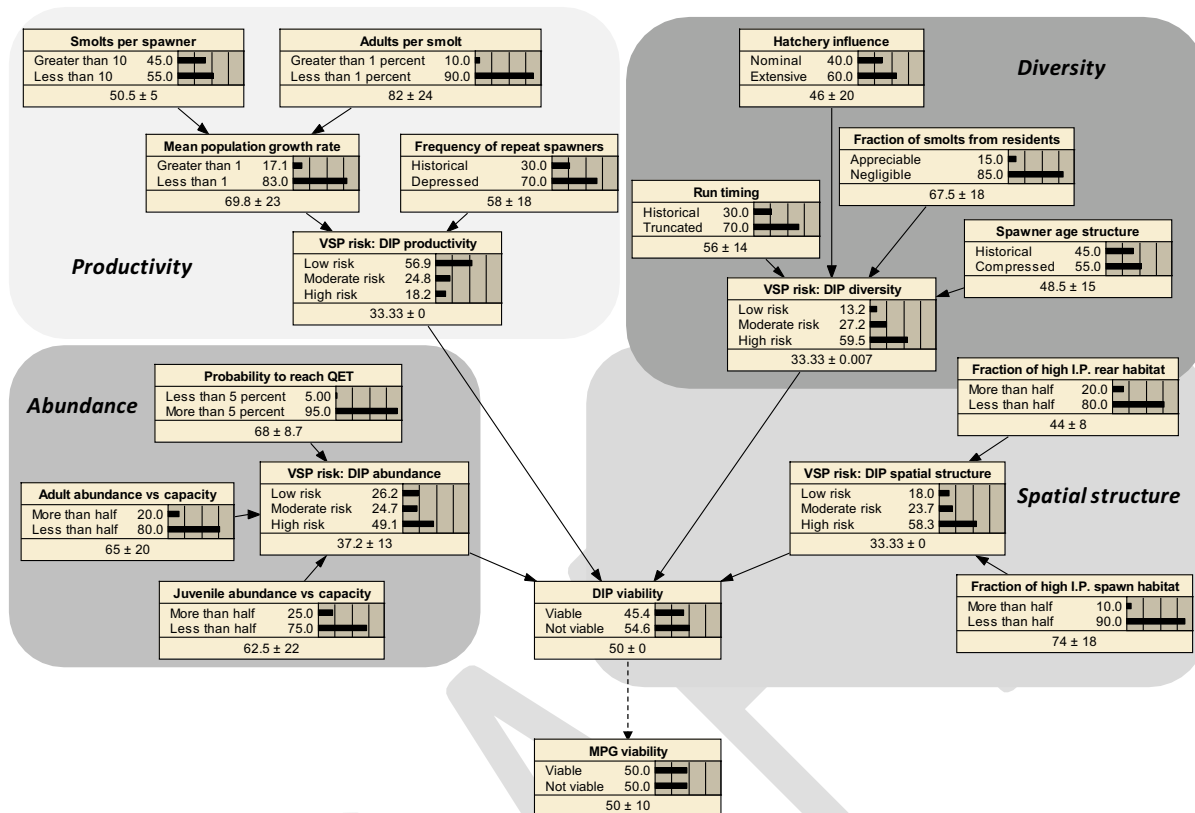 Smolts per spawner
Greater than 10 45.0
Less than 10 55.0
50.5 ± 5
Adults per smolt
Greater than 1 percent 10.0
Less than 1 percent 90.0
82 ± 24
Mean population growth rate
Greater than 1 17.1
Less than 1 83.0
69.8 ± 23
Frequency of repeat spawners
Historical 30.0
Depressed 70.0
58 ± 18
VSP risk: DIP productivity
Low risk 56.9
Moderate risk 24.8
High risk 18.2
33.33 ± 0
Productivity
Hatchery influence
Nominal 40.0
Extensive 60.0
46 ± 20
Diversity
Fraction of smolts from residents
Appreciable 15.0
Negligible 85.0
67.5 ± 18
Run timing
Historical 30.0
Truncated 70.0
56 ± 14
Spawner age structure
Historical 45.0
Compressed 55.0
48.5 ± 15
VSP risk: DIP diversity
Low risk 13.2
Moderate risk 27.2
High risk 59.5
33.33 ± 0.007
Abundance
Probability to reach QET
Less than 5 percent 5.00
More than 5 percent 95.0
68 ± 8.7
VSP risk: DIP abundance
Low risk 26.2
Moderate risk 24.7
High risk 49.1
37.2 ± 13
Adult abundance vs capacity
More than half 20.0
Less than half 80.0
65 ± 20
Juvenile abundance vs capacity
More than half 25.0
Less than half 75.0
62.5 ± 22
Fraction of high I.P. rear habitat
More than half 20.0
Less than half 80.0
44 ± 8
VSP risk: DIP spatial structure
Low risk 18.0
Moderate risk 23.7
High risk 58.3
33.33 ± 0
Spatial structure
Fraction of high I.P. spawn habitat
More than half 10.0
Less than half 90.0
74 ± 18
DIP viability
Viable 45.4
Not viable 54.6
50 ± 0
MPG viability
Viable 50.0
Not viable 50.0
50 ± 10